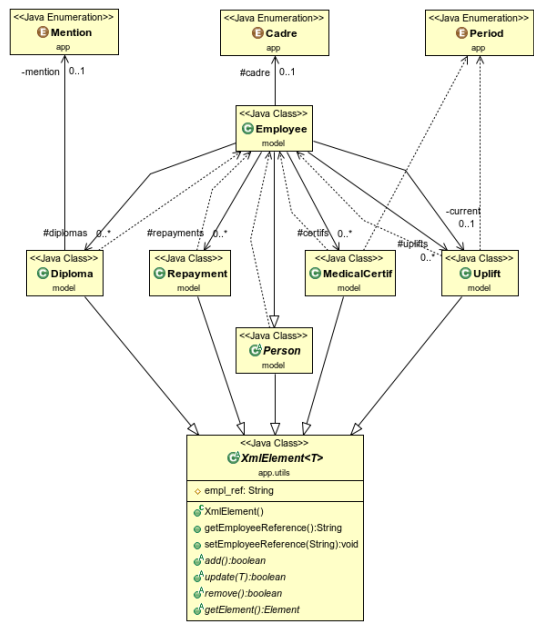 <<Java Enumeration>>
E Mention
app
<<Java Enumeration>>
E Cadre
app
<<Java Enumeration>>
E Period
app
-mention 0..1
#cadre 0..1
<<Java Class>>
C Employee
model
-current
0..1
#diplomas 0..*
#repayments 0..*
#certifs 0..*
#uplifts
0..*
<<Java Class>>
C Diploma
model
<<Java Class>>
C Repayment
model
<<Java Class>>
C MedicalCertif
model
<<Java Class>>
C Uplift
model
<<Java Class>>
C A Person
model
<<Java Class>>
C A XmlElement<T>
app.utils
empl_ref: String
C XmlElement()
getEmployeeReference():String
setEmployeeReference(String):void
A add():boolean
A update(T):boolean
A remove():boolean
A getElement():Element